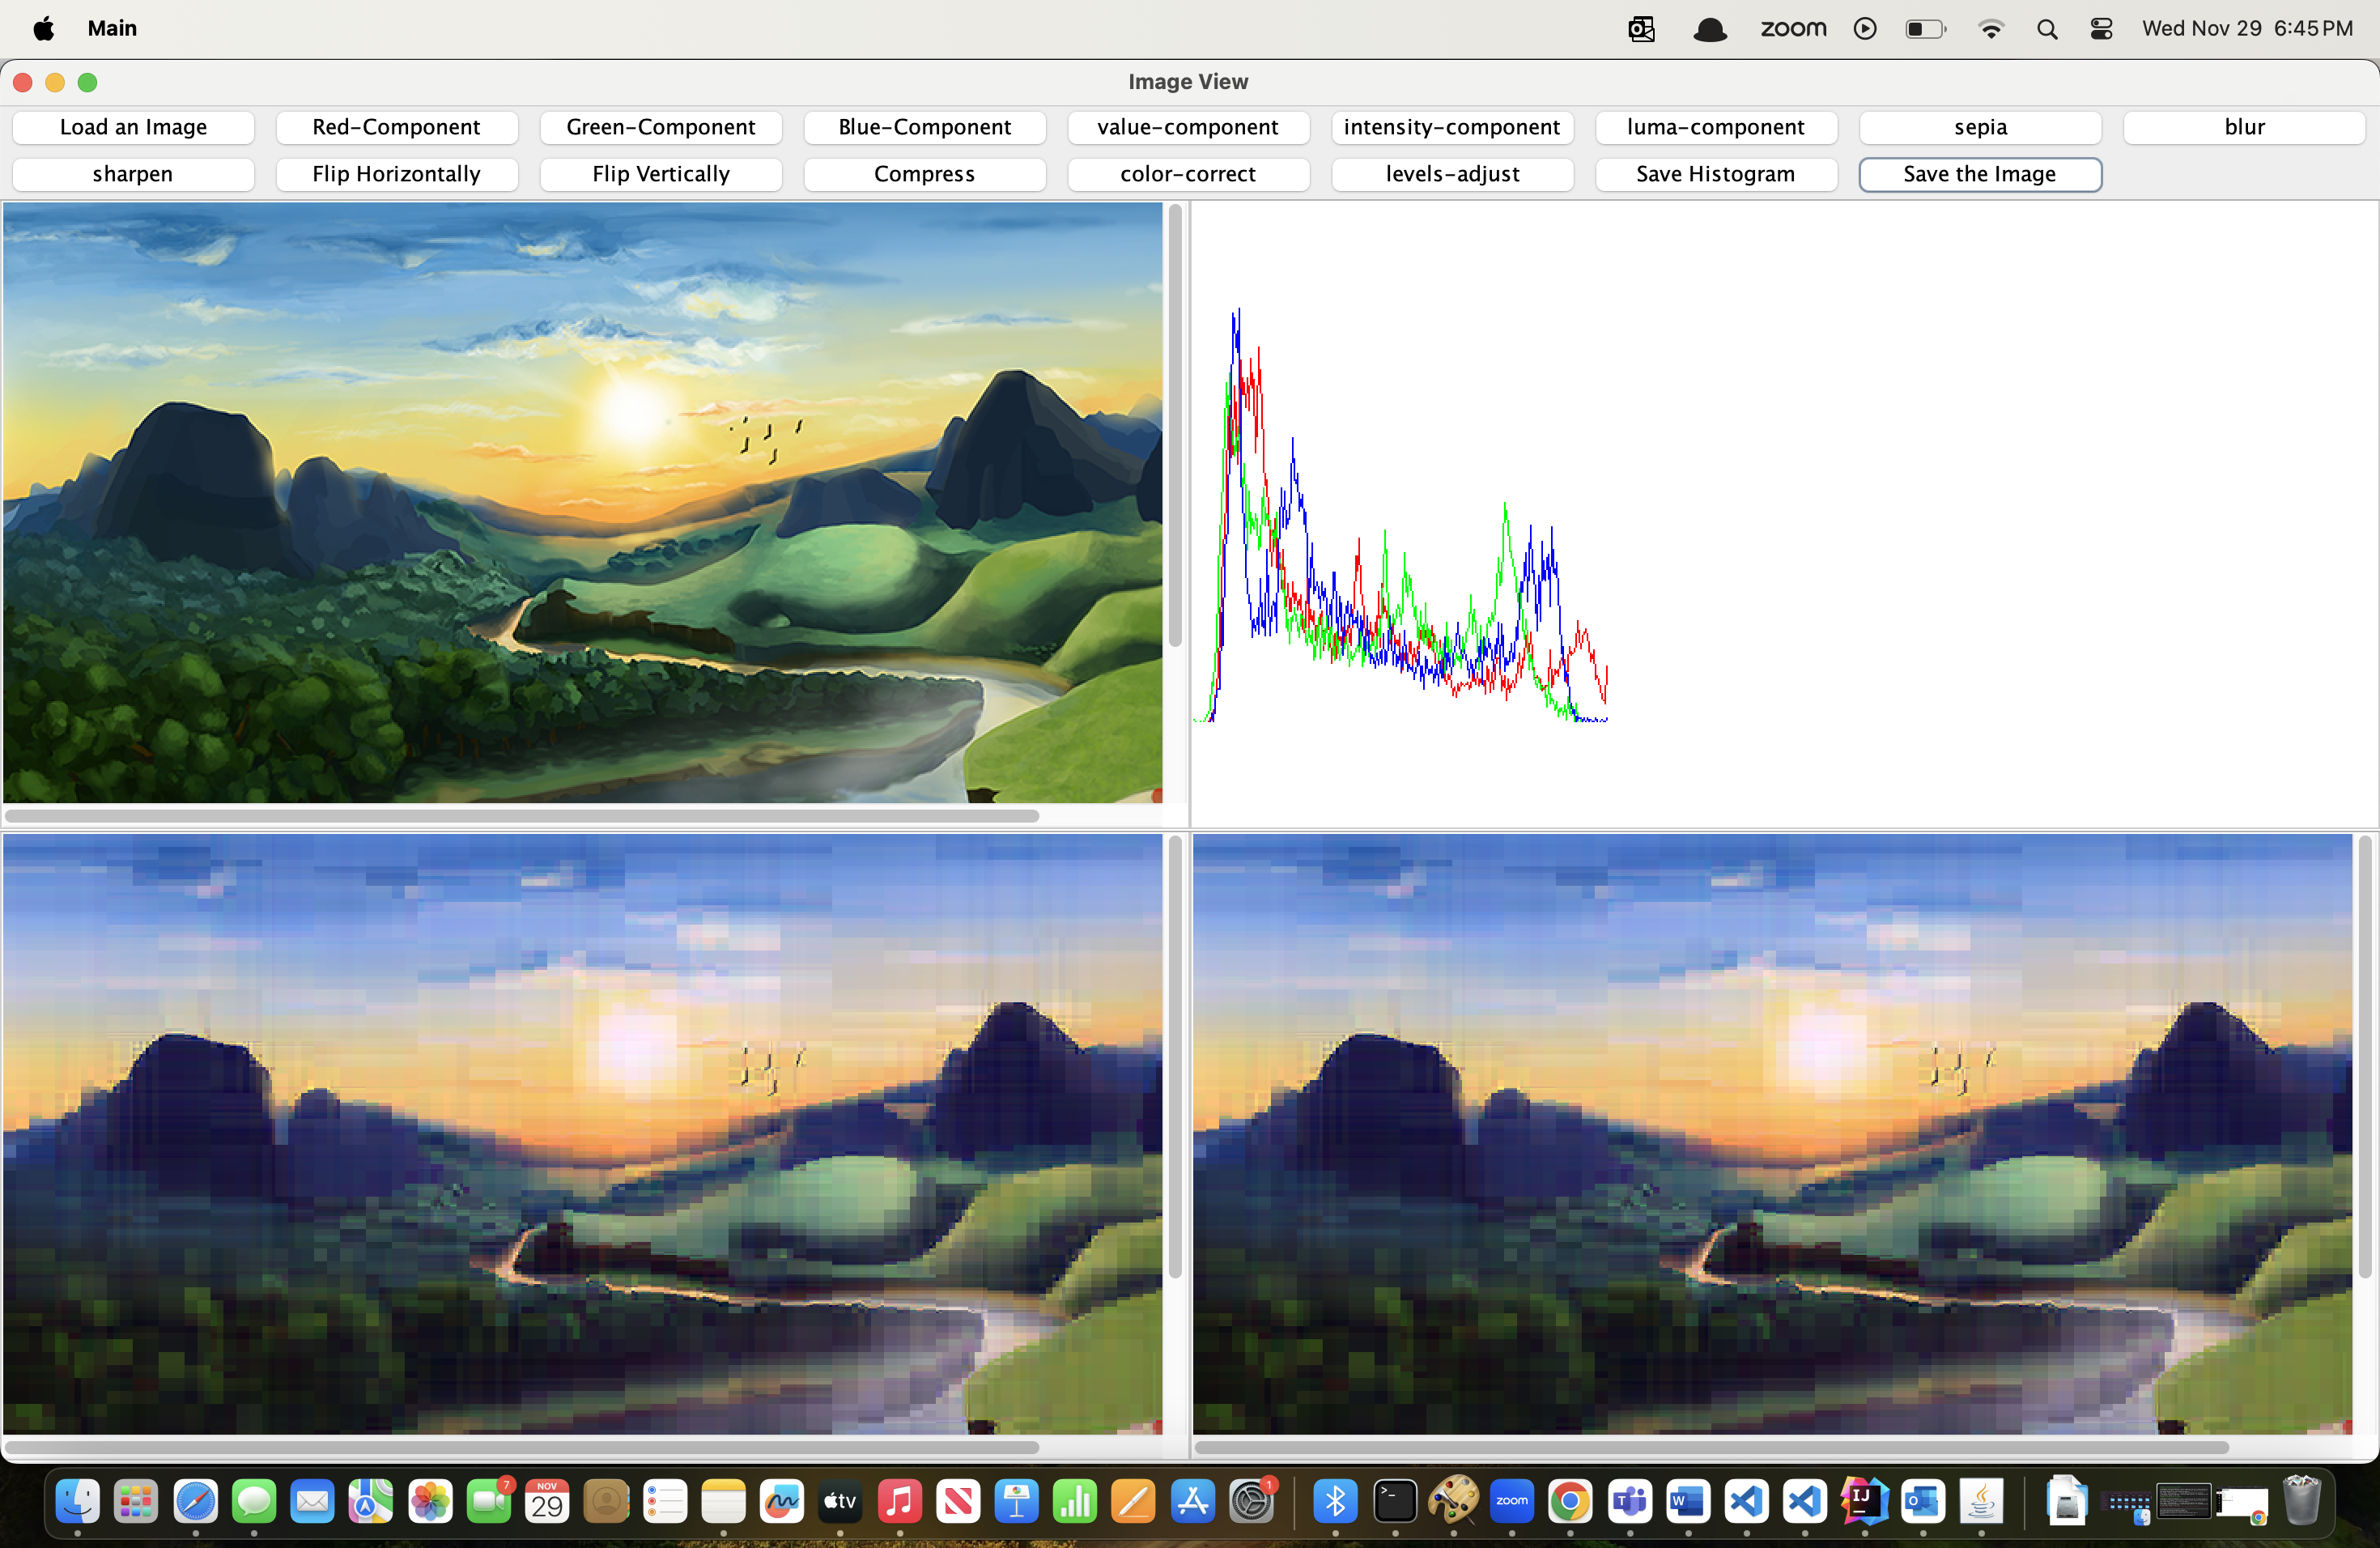 Main
zoom
Wed Nov 29 6:45 PM
Image View
Load an Image
Red-Component
Green-Component
Blue-Component
value-component
intensity-component
luma-component
sepia
blur
sharpen
Flip Horizontally
Flip Vertically
Compress
color-correct
levels-adjust
Save Histogram
Save the Image
7
NOV
29
tv
1
>_
zoom
T
W
IJ
O